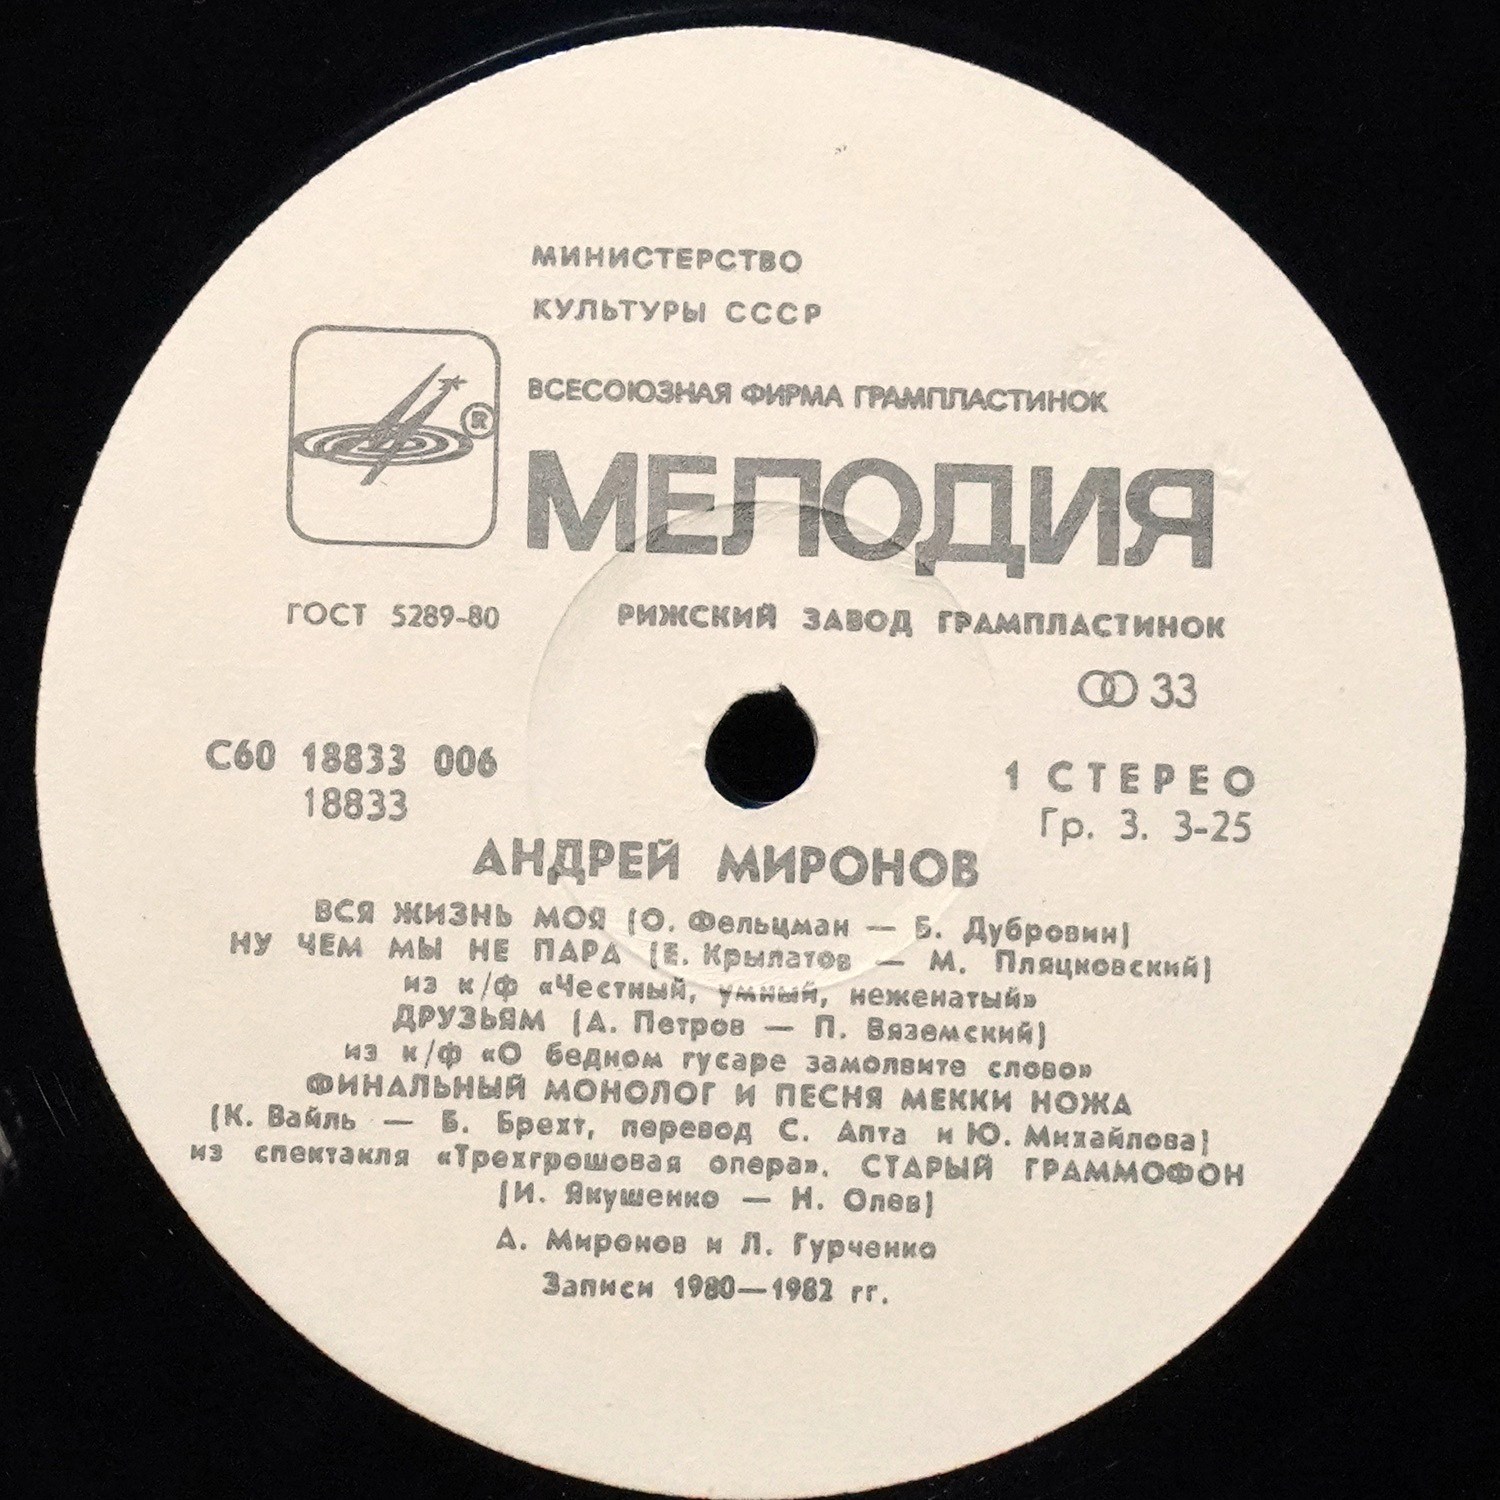 МИНИСТЕРСТВО
КУЛЬТУРЫ СССР
ВСЕСОЮЗНАЯ ФИРМА ГРАМПЛАСТИНОК
®
МЕЛОДИЯ
ГОСТ 5289-80
РИЖСКИЙ ЗАВОД ГРАМПЛАСТИНОК
33
С60 18833 006
18833
1 СТЕРЕО
Гр. 3. 3-25
АНДРЕЙ МИРОНОВ
ВСЯ ЖИЗНЬ МОЯ (О. Фельцман — Б. Дубровин)
НУ ЧЕМ МЫ НЕ ПАРА (Е. Крылатов — М. Пляцковский)
из к/ф «Честный, умный, неженатый»
ДРУЗЬЯМ (А. Петров — П. Вяземский)
из к/ф «О бедном гусаре замолвите слово»
ФИНАЛЬНЫЙ МОНОЛОГ И ПЕСНЯ МЕККИ НОЖА
(К. Вайль — Б. Брехт, перевод С. Апта и Ю. Михайлова)
из спектакля «Трехгрошовая опера». СТАРЫЙ ГРАММОФОН
(И. Якушенко — Н. Олев)
А. Миронов и Л. Гурченко
Записи 1980—1982 гг.